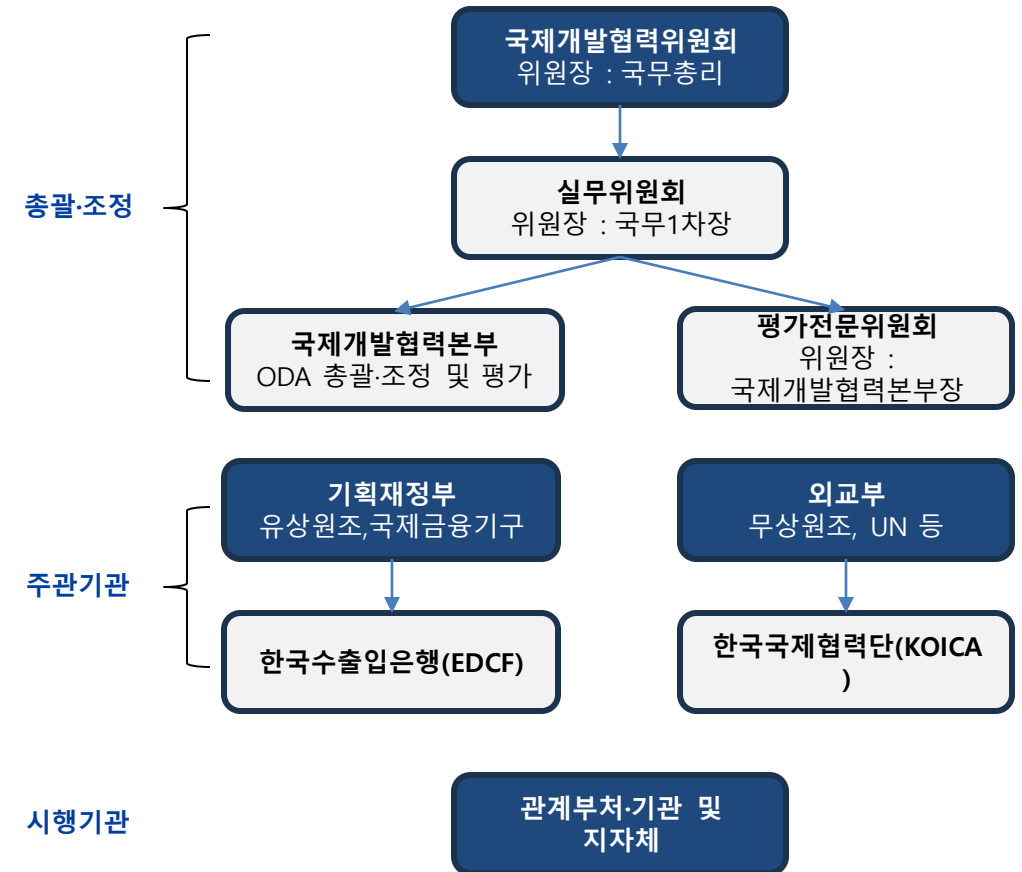 국제개발협력위원회
위원장 : 국무총리
총괄·조정
실무위원회
위원장 : 국무1차장
국제개발협력본부
ODA 총괄·조정 및 평가
평가전문위원회
위원장 :
국제개발협력본부장
주관기관
기획재정부
유상원조,국제금융기구
외교부
무상원조, UN 등
한국수출입은행(EDCF)
한국국제협력단(KOICA
)
시행기관
관계부처·기관 및
지자체